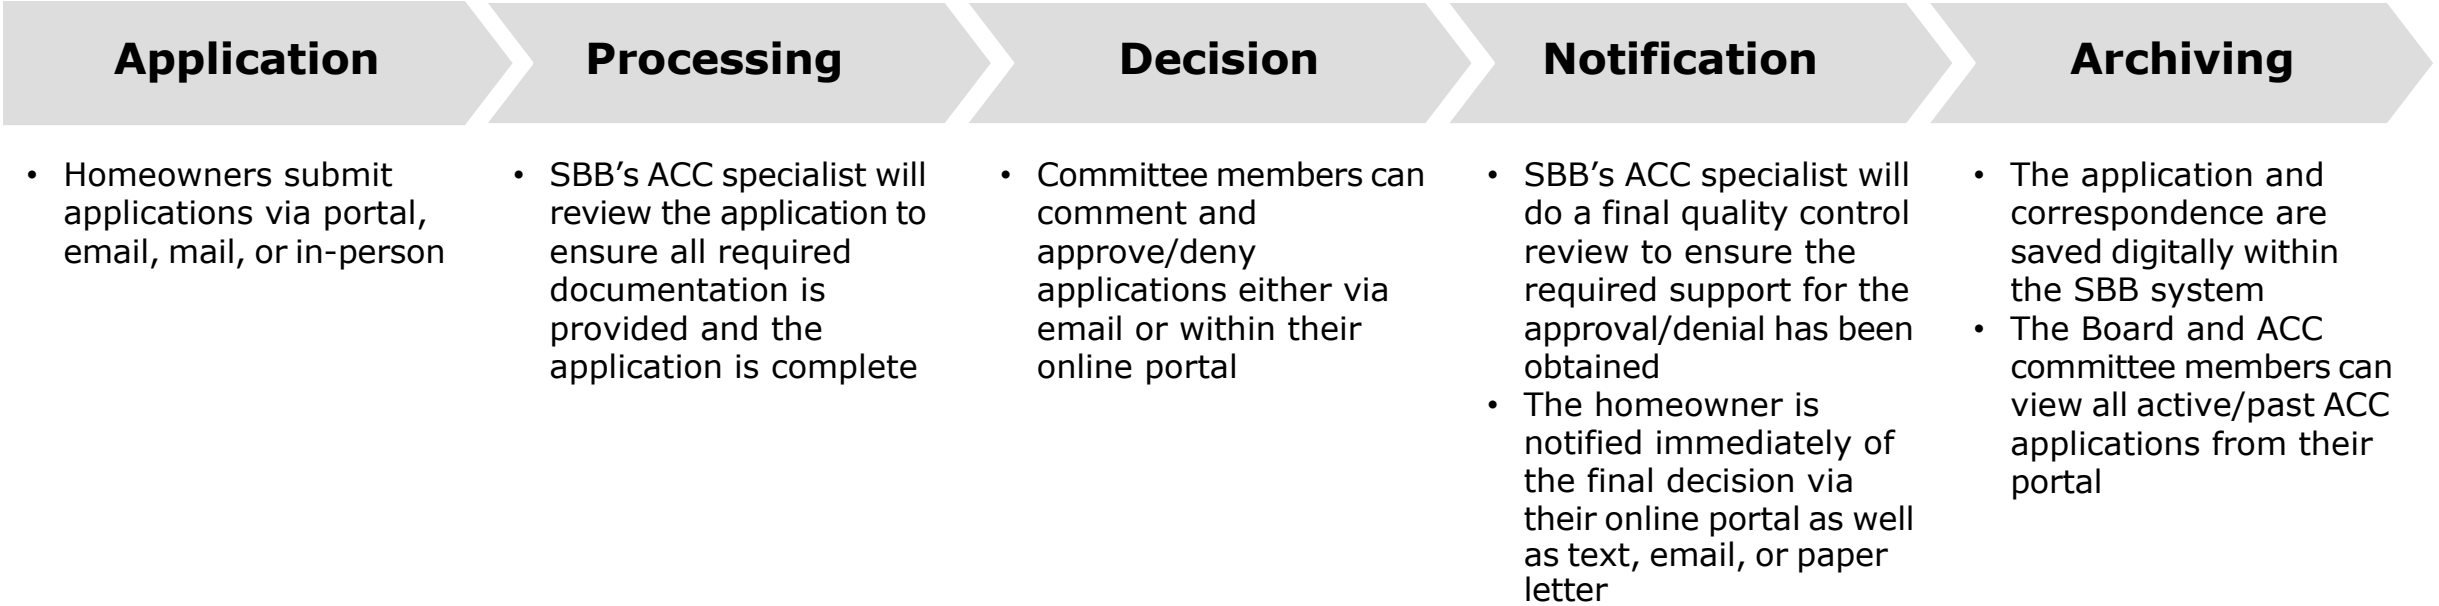 Application
Processing
Decision
Notification
Archiving
• Homeowners submit
applications via portal,
email, mail, or in-person
• SBB’s ACC specialist will
review the application to
ensure all required
documentation is
provided and the
application is complete
• Committee members can
comment and
approve/deny
applications either via
email or within their
online portal
• SBB’s ACC specialist will
do a final quality control
review to ensure the
required support for the
approval/denial has been
obtained
• The homeowner is
notified immediately of
the final decision via
their online portal as well
as text, email, or paper
letter
• The application and
correspondence are
saved digitally within
the SBB system
• The Board and ACC
committee members can
view all active/past ACC
applications from their
portal